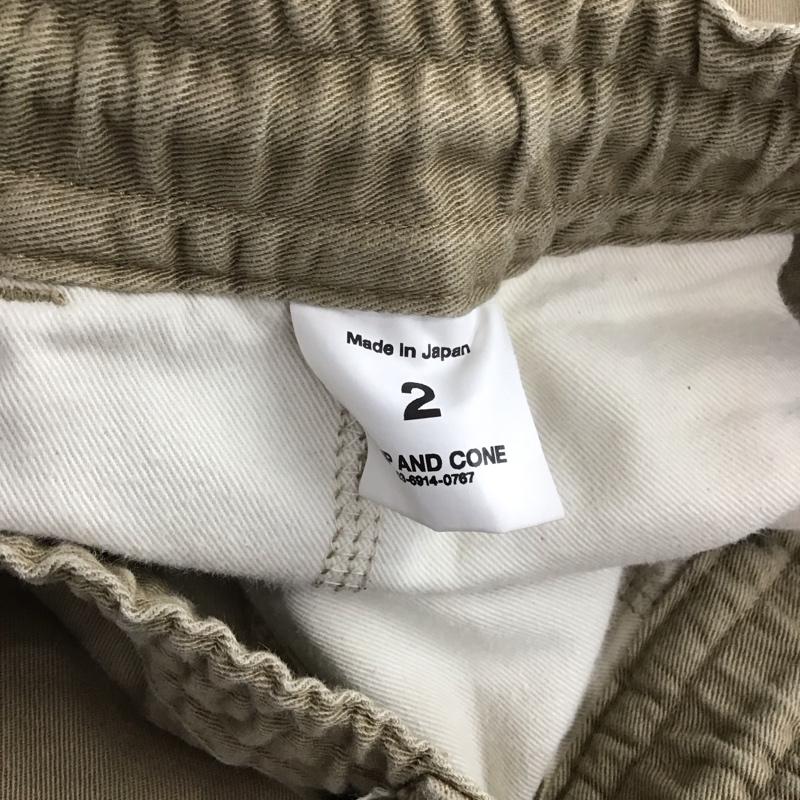 Made in Japan
2
P AND CONE
3-6914-0767